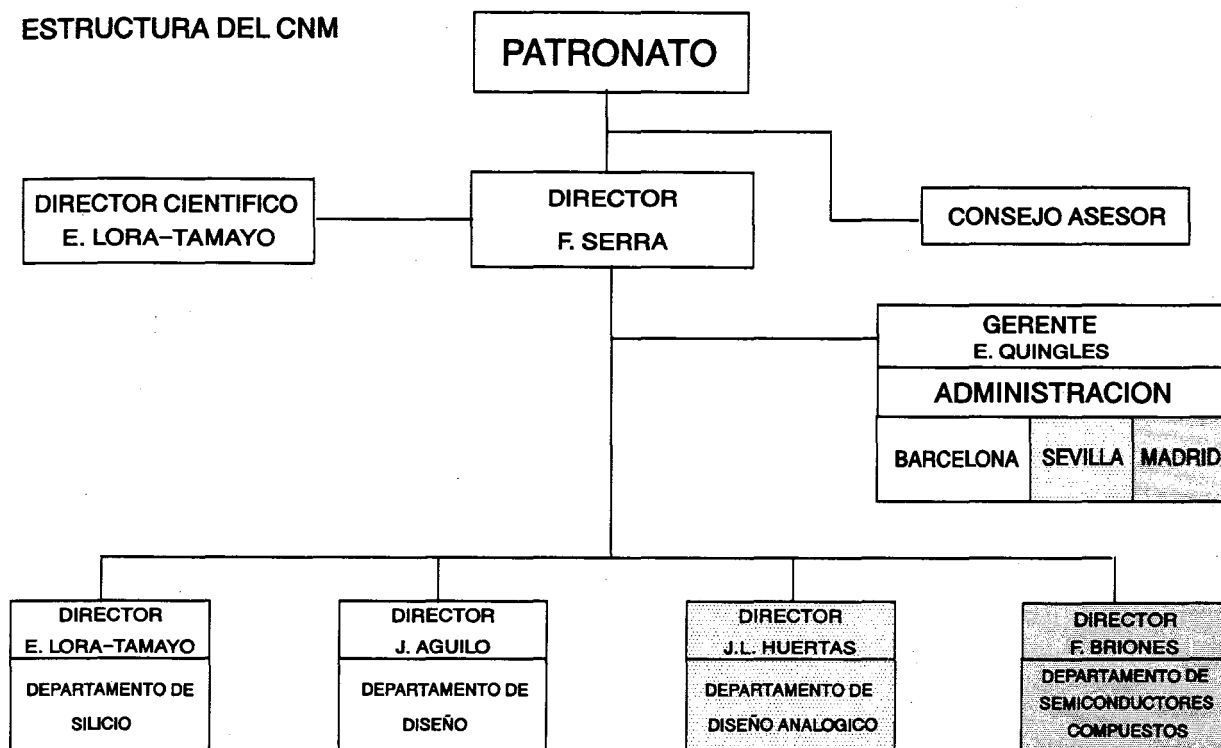 ESTRUCTURA DEL CNM
PATRONATO
DIRECTOR CIENTIFICO
E. LORA-TAMAYO
DIRECTOR
F. SERRA
CONSEJO ASESOR
GERENTE
E. QUINGLES
ADMINISTRACION
BARCELONA SEVILLA MADRID
DIRECTOR
E. LORA-TAMAYO
DEPARTAMENTO DE
SILICIO
DIRECTOR
J. AGUILO
DEPARTAMENTO DE
DISEÑO
DIRECTOR
J.L. HUERTAS
DEPARTAMENTO DE
DISEÑO ANALOGICO
DIRECTOR
F. BRIONES
DEPARTAMENTO DE
SEMICONDUCTORES
COMPUESTOS